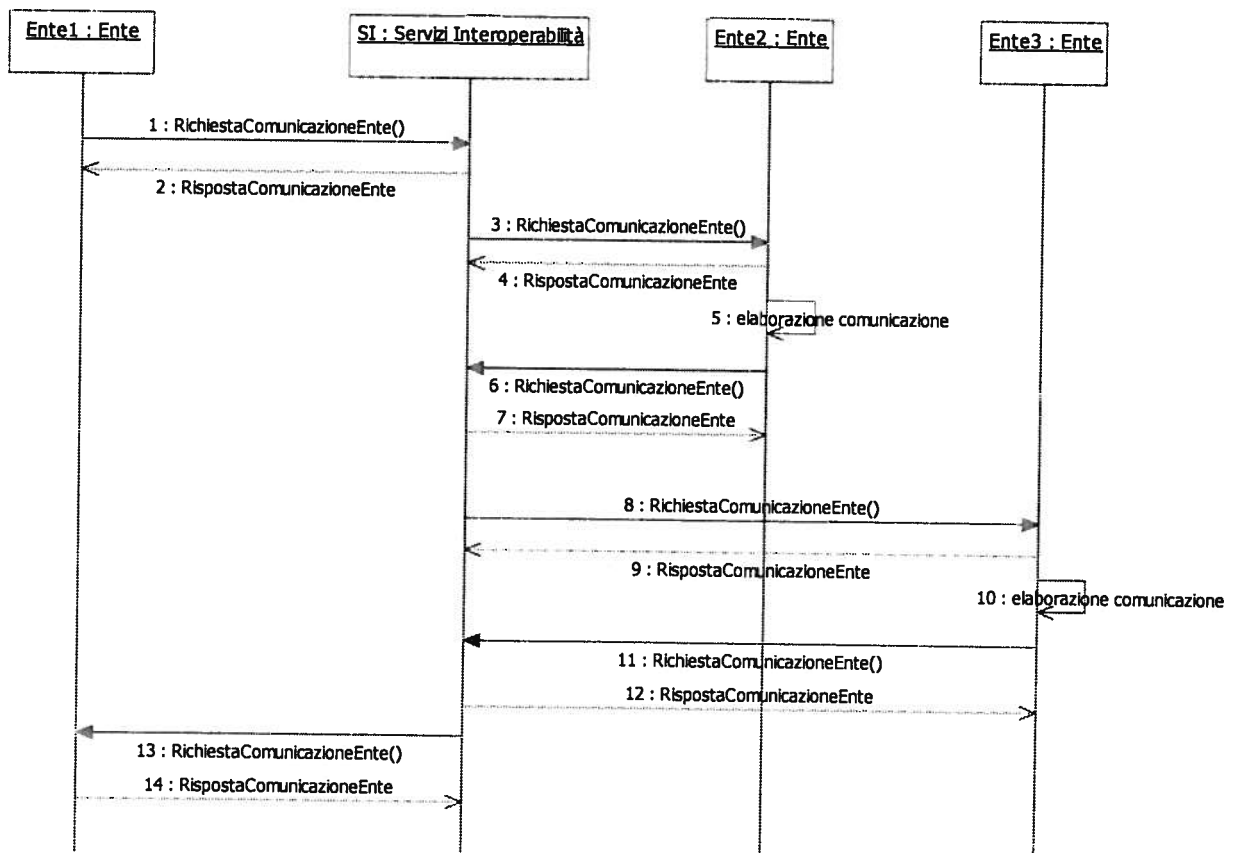 Ente1 : Ente
SI : Servizi Interoperabilità
Ente2 : Ente
Ente3 : Ente
1 : RichiestaComunicazioneEnte()
2 : RispostaComunicazioneEnte
3 : RichiestaComunicazioneEnte()
4 : RispostaComunicazioneEnte
5 : elaborazione comunicazione
6 : RichiestaComunicazioneEnte()
7 : RispostaComunicazioneEnte
8 : RichiestaComunicazioneEnte()
9 : RispostaComunicazioneEnte
10 : elaborazione comunicazione
11 : RichiestaComunicazioneEnte()
12 : RispostaComunicazioneEnte
13 : RichiestaComunicazioneEnte()
14 : RispostaComunicazioneEnte